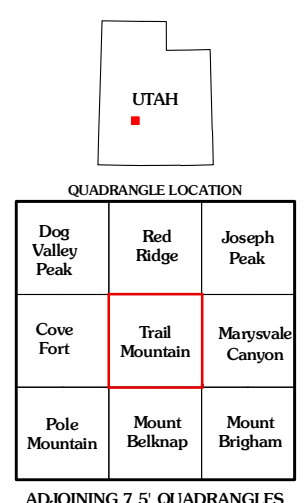 UTAH
QUADRANGLE LOCATION
Dog
Valley
Peak
Red
Ridge
Joseph
Peak
Cove
Fort
Trail
Mountain
Marysvale
Canyon
Pole
Mountain
Mount
Belknap
Mount
Brigham
ADJOINING 7.5' QUADRANGLES